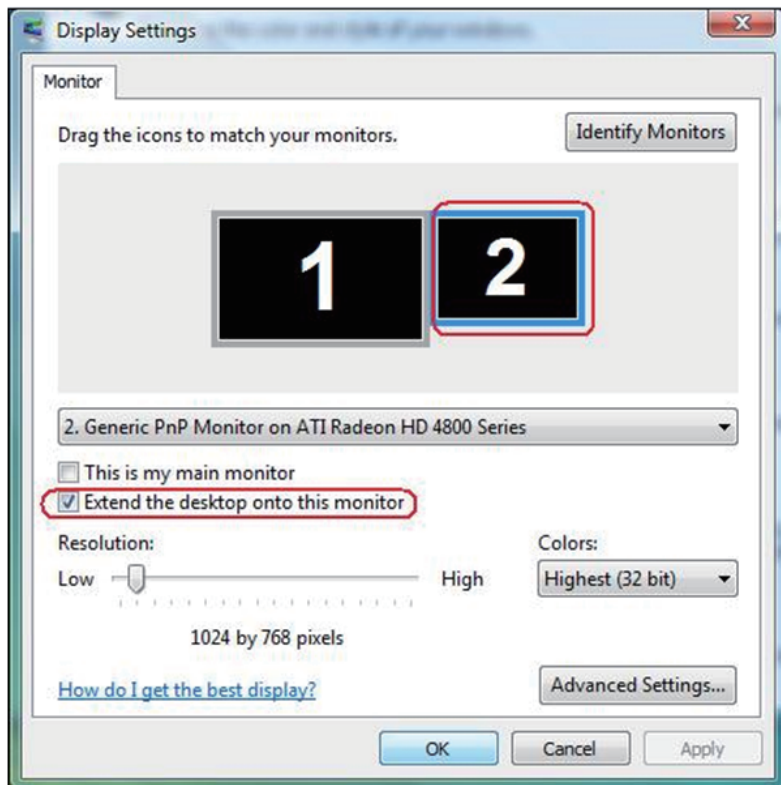 Display Settings
Monitor
Drag the icons to match your monitors.
Identify Monitors
1
2
2. Generic PnP Monitor on ATI Radeon HD 4800 Series
This is my main monitor
Extend the desktop onto this monitor
Resolution:
Colors:
Low
High
Highest (32 bit)
1024 by 768 pixels
How do I get the best display?
Advanced Settings...
OK
Cancel
Apply